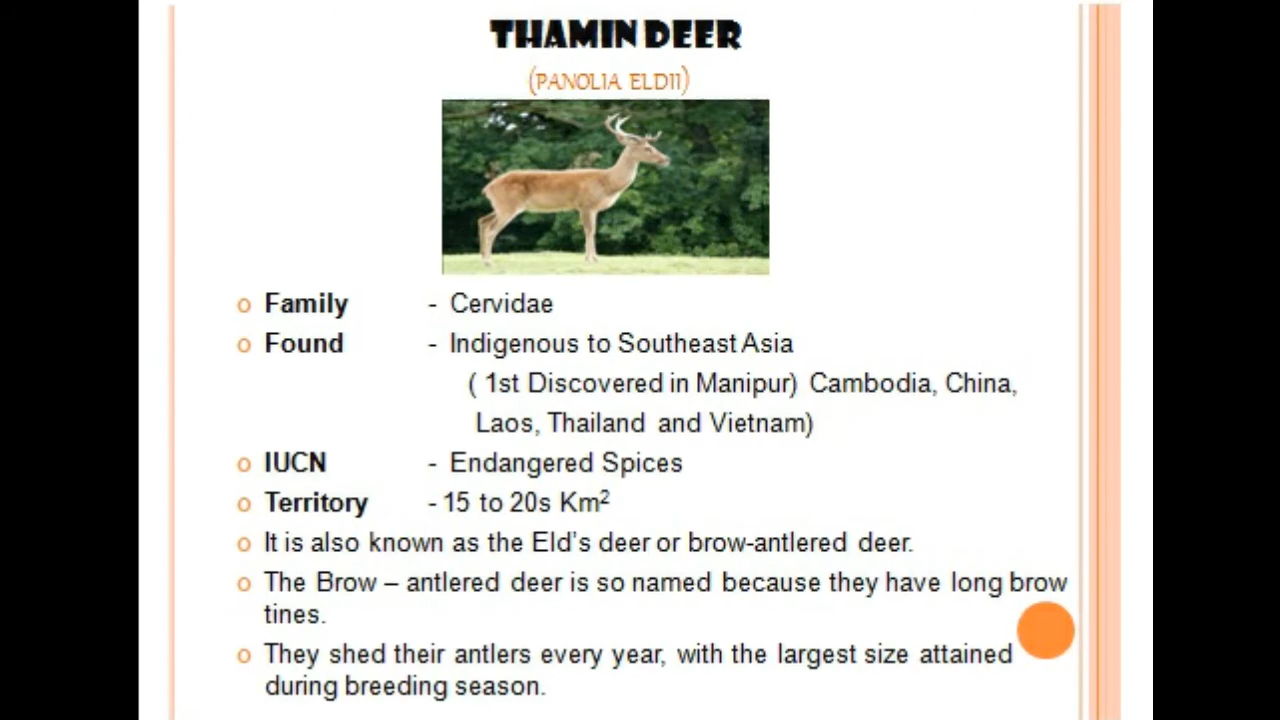 THAMIN DEER
(PANOLIA ELDII)
o Family - Cervidae
o Found - Indigenous to Southeast Asia
( 1st Discovered in Manipur) Cambodia, China,
Laos, Thailand and Vietnam)
o IUCN - Endangered Spices
o Territory - 15 to 20s Km²
o It is also known as the Eld's deer or brow-antlered deer.
o The Brow – antlered deer is so named because they have long brow
tines.
o They shed their antlers every year, with the largest size attained
during breeding season.